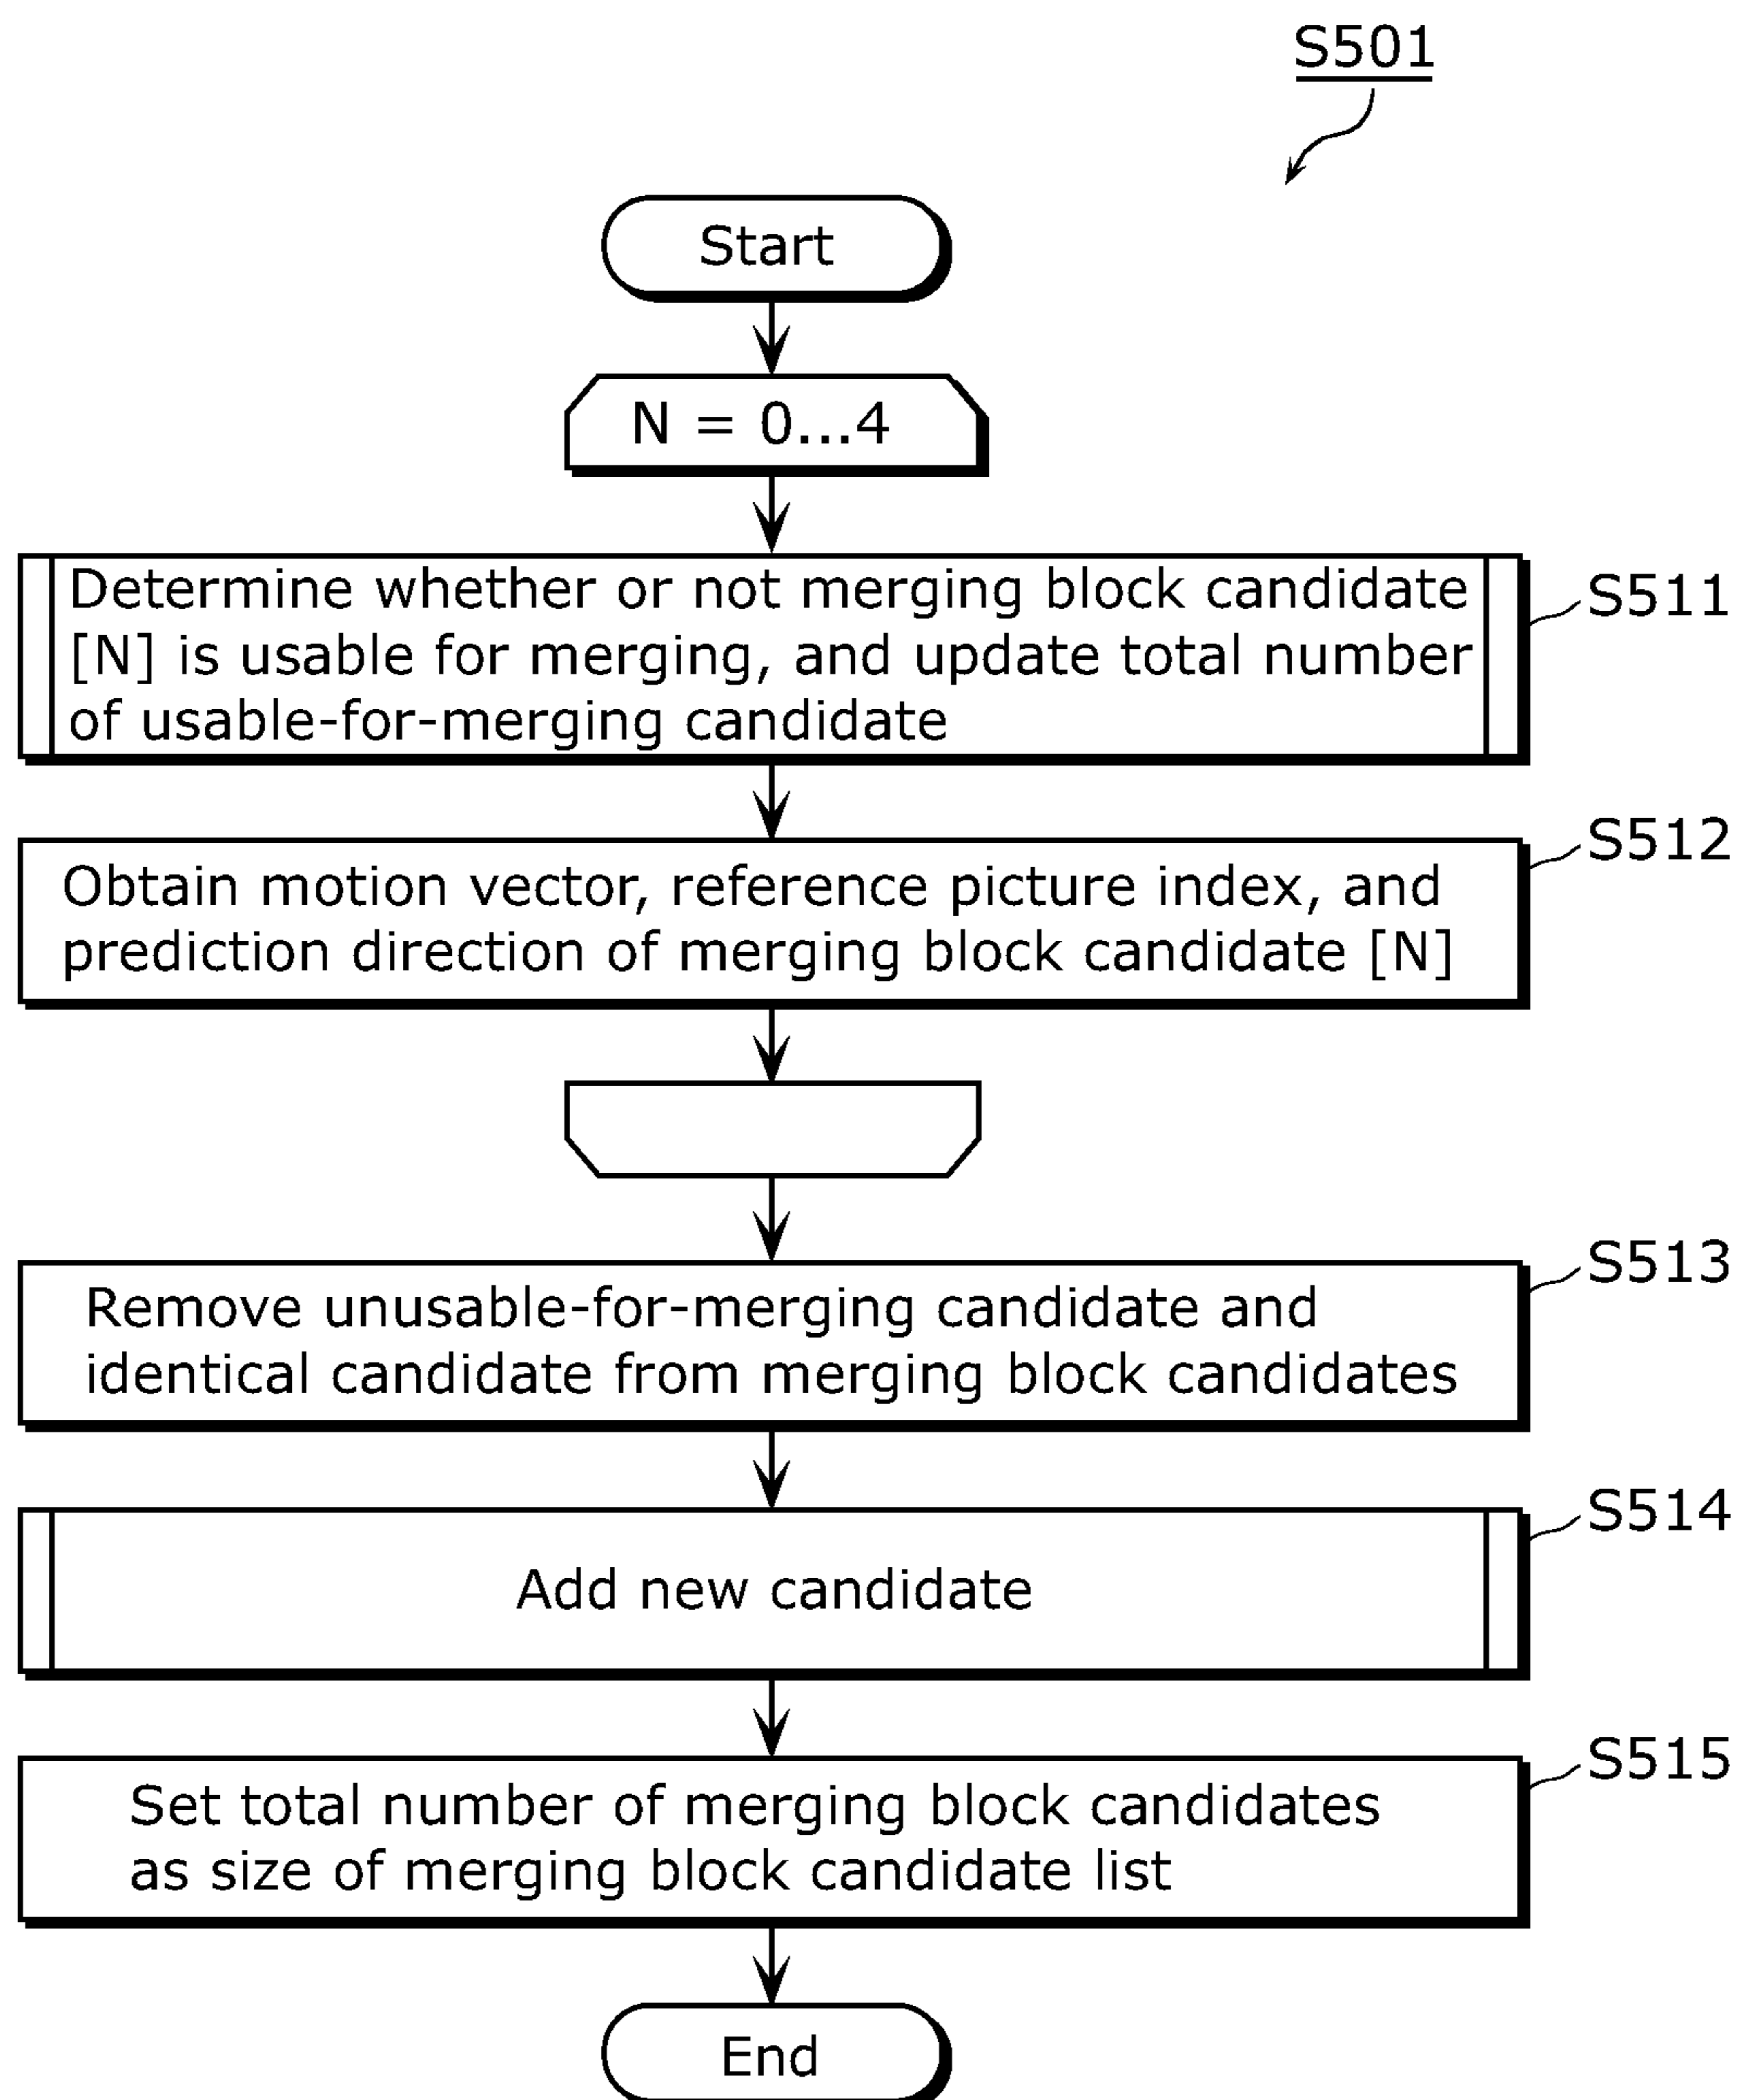 S501
Start
N = 0...4
Determine whether or not merging block candidate
[N] is usable for merging, and update total number
of usable-for-merging candidate
S511
Obtain motion vector, reference picture index, and
prediction direction of merging block candidate [N]
S512
Remove unusable-for-merging candidate and
identical candidate from merging block candidates
S513
Add new candidate
S514
Set total number of merging block candidates
as size of merging block candidate list
S515
End